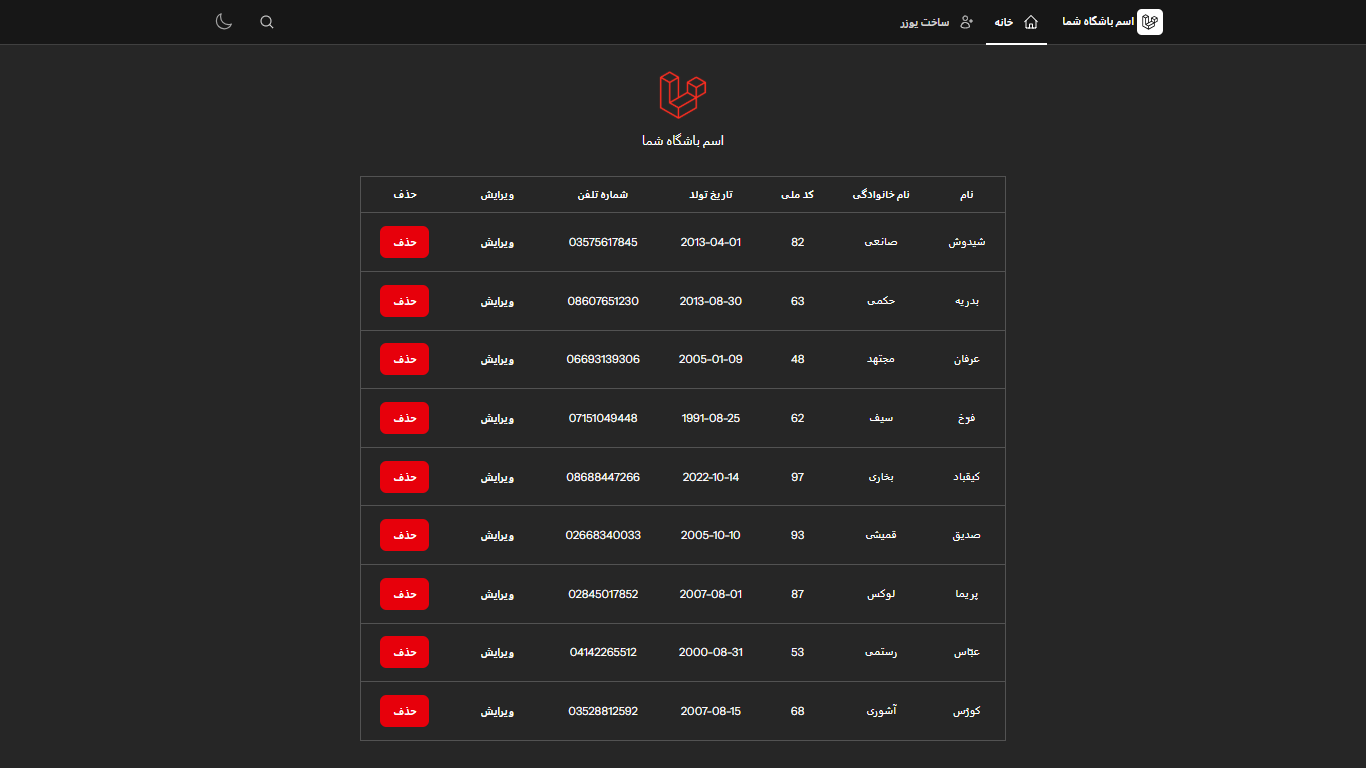 اسم باشگاه شما خانه ساخت یوزر
اسم باشگاه شما
نام نام خانوادگی کد ملی تاریخ تولد شماره تلفن ویرایش حذف
شیدوش صانعی 82 2013-04-01 03575617845 ویرایش حذف
بدریه حکمی 63 2013-08-30 08607651230 ویرایش حذف
عرفان مجتهد 48 2005-01-09 06693139306 ویرایش حذف
فرّخ سیف 62 1991-08-25 07151049448 ویرایش حذف
کیقباد بخاری 97 2022-10-14 08688447266 ویرایش حذف
صدیق قمیشی 93 2005-10-10 02668340033 ویرایش حذف
پریما لوکس 87 2007-08-01 02845017852 ویرایش حذف
عبّاس رستمی 53 2000-08-31 04142265512 ویرایش حذف
کورُس آشوری 68 2007-08-15 03528812592 ویرایش حذف